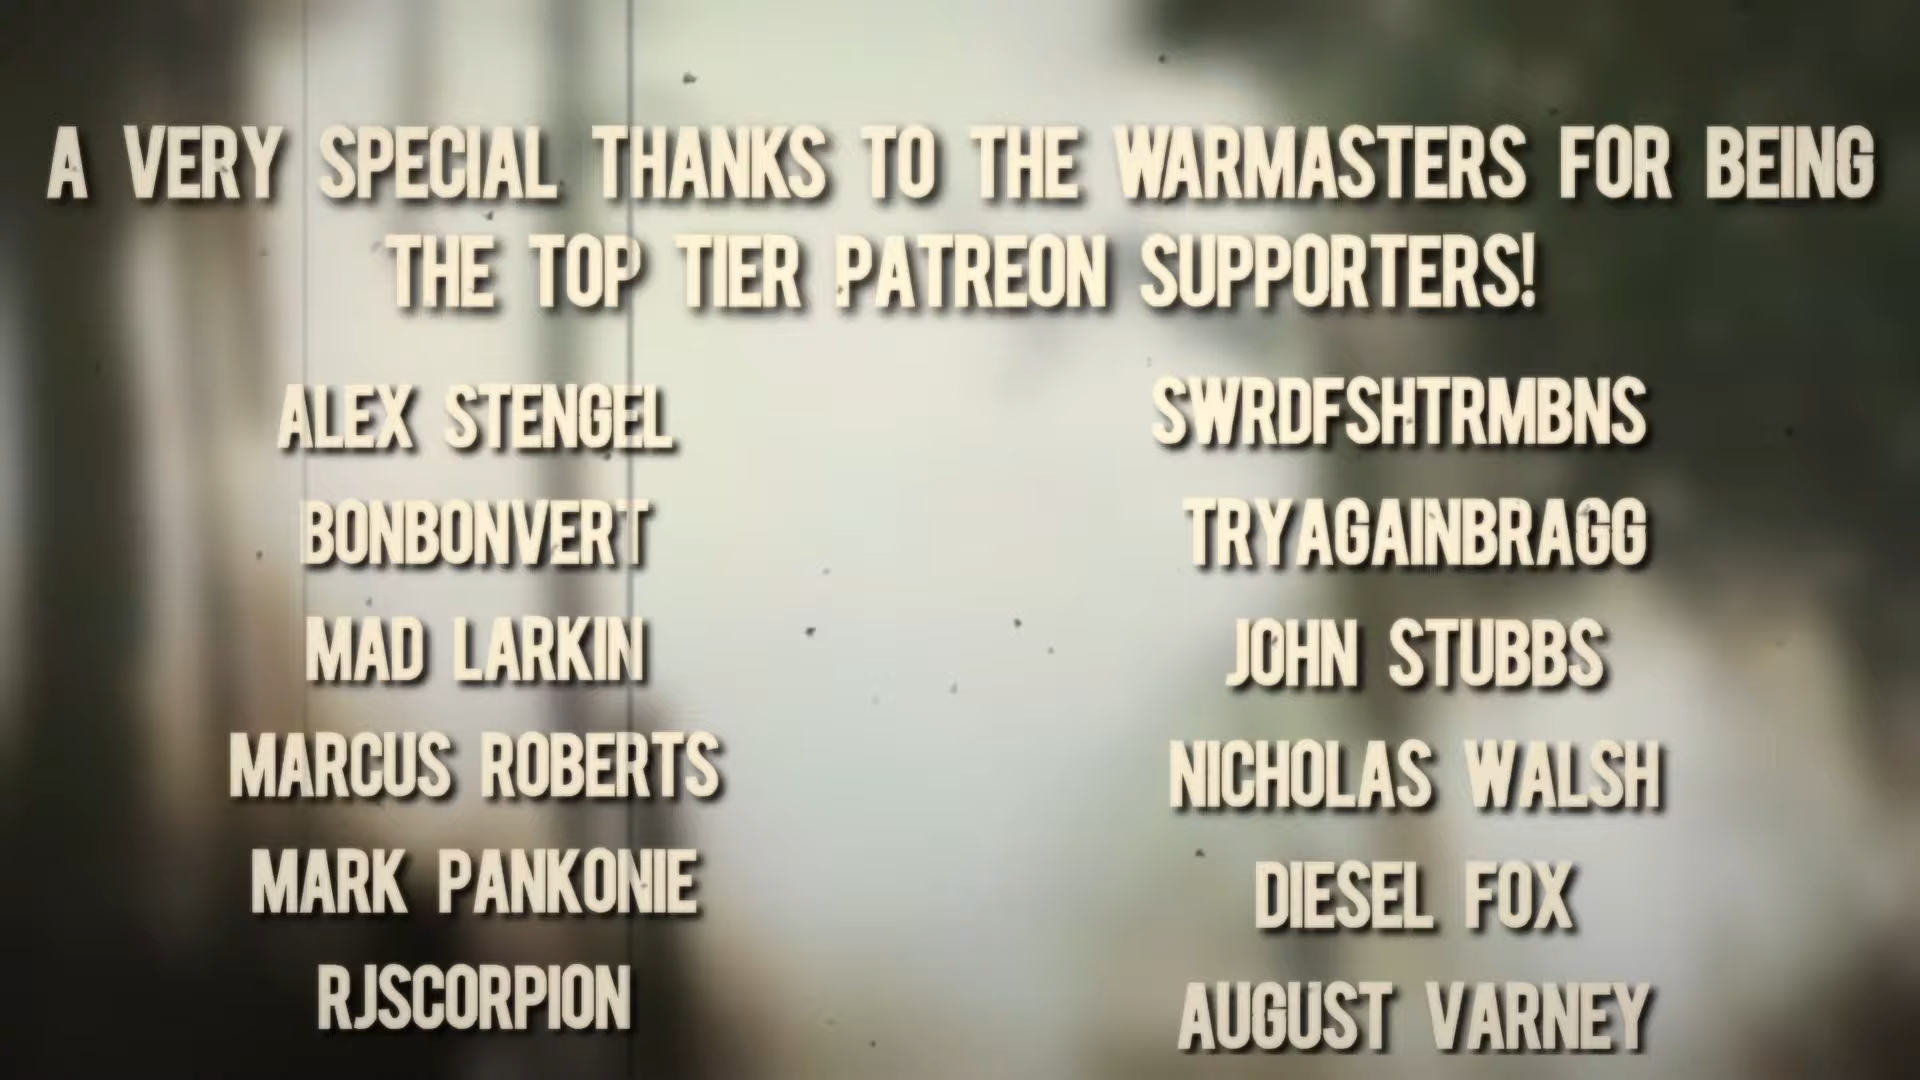 A VERY SPECIAL THANKS TO THE WARMASTERS FOR BEING
THE TOP TIER PATREON SUPPORTERS!
ALEX STENGEL
BONBONVERT
MAD LARKIN
MARCUS ROBERTS
MARK PANKONIE
RJSCORPION
SWRDFSHTRMBNS
TRYAGAINBRAGG
JOHN STUBBS
NICHOLAS WALSH
DIESEL FOX
AUGUST VARNEY